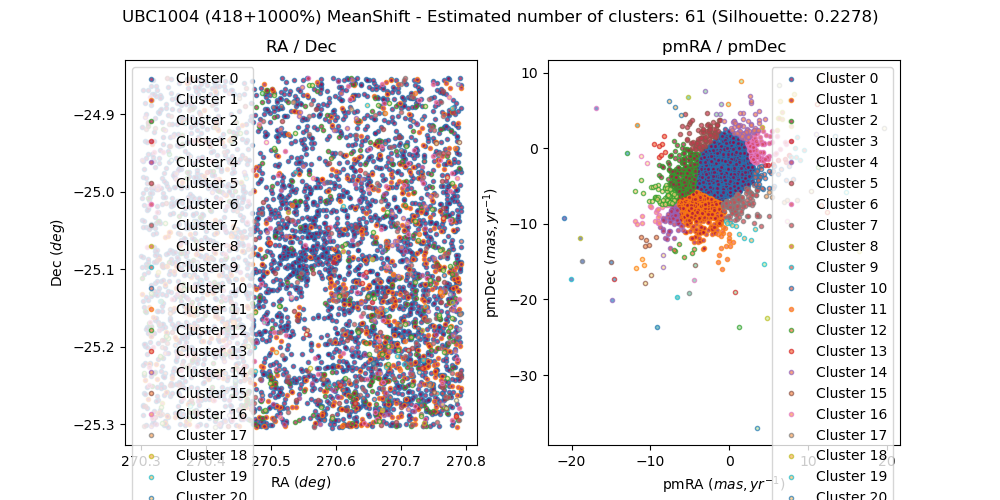 UBC1004 (418+1000%) MeanShift - Estimated number of clusters: 61 (Silhouette: 0.2278)
RA / Dec
−24.9
−25.0
−25.1
−25.2
−25.3
Dec (deg)
270.3
270.4
270.5
270.6
270.7
270.8
RA (deg)
Cluster 0
Cluster 1
Cluster 2
Cluster 3
Cluster 4
Cluster 5
Cluster 6
Cluster 7
Cluster 8
Cluster 9
Cluster 10
Cluster 11
Cluster 12
Cluster 13
Cluster 14
Cluster 15
Cluster 16
Cluster 17
Cluster 18
Cluster 19
Cluster 20
pmRA / pmDec
10
0
−10
−20
−30
pmDec (mas, yr⁻¹)
−20
−10
0
10
20
pmRA (mas, yr⁻¹)
Cluster 0
Cluster 1
Cluster 2
Cluster 3
Cluster 4
Cluster 5
Cluster 6
Cluster 7
Cluster 8
Cluster 9
Cluster 10
Cluster 11
Cluster 12
Cluster 13
Cluster 14
Cluster 15
Cluster 16
Cluster 17
Cluster 18
Cluster 19
Cluster 20